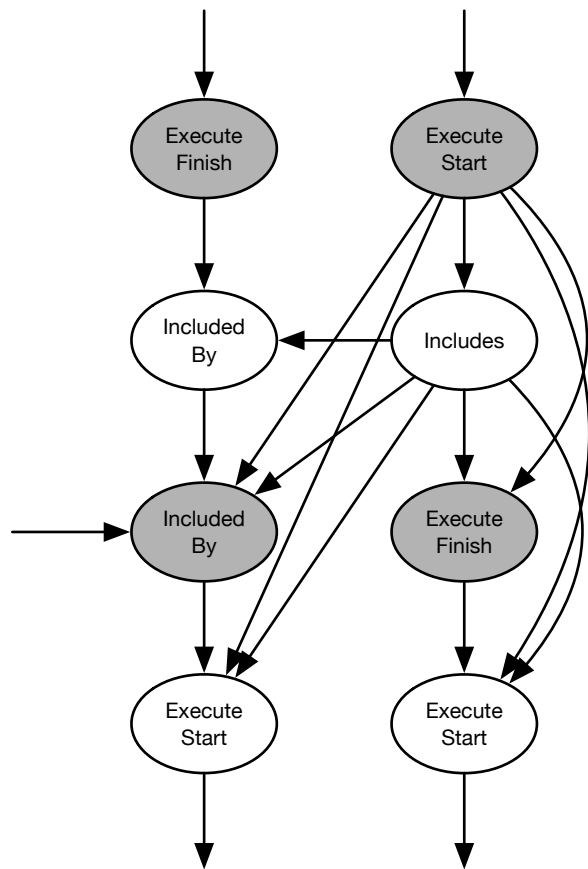 Execute
Finish
Execute
Start
Included
By
Includes
Included
By
Execute
Finish
Execute
Start
Execute
Start